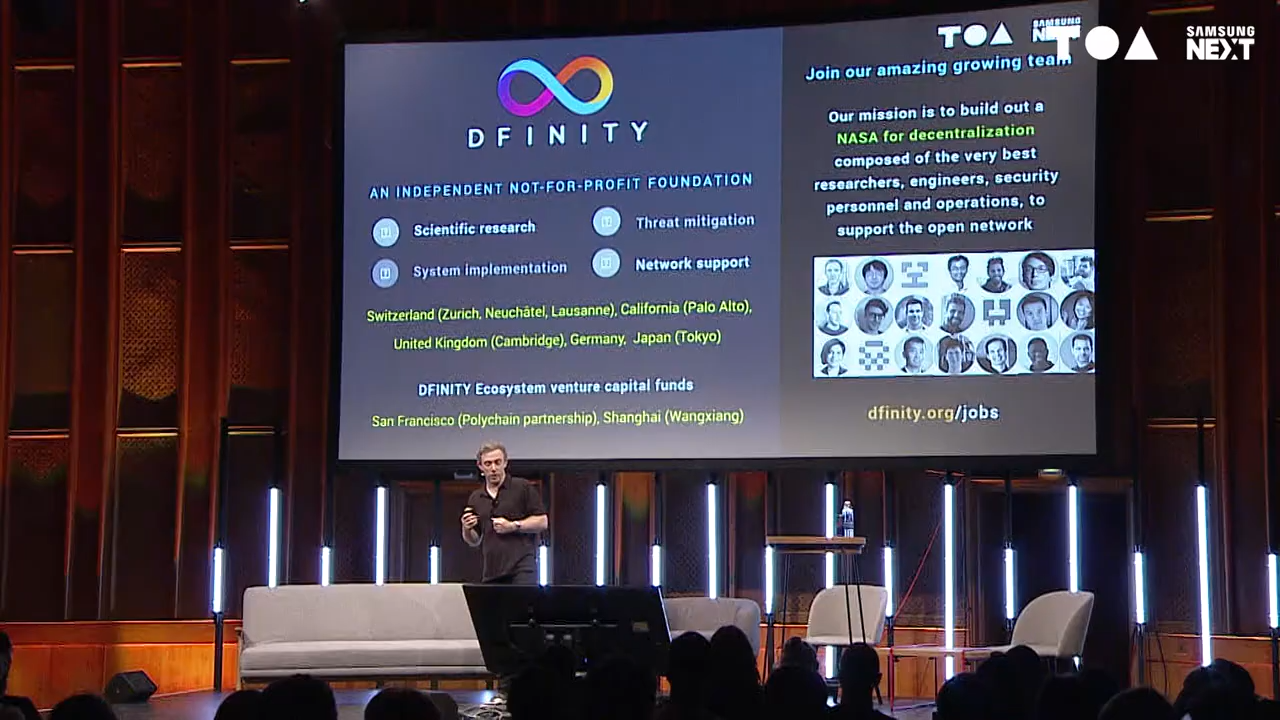 TOA
SAMSUNG
NEXT
TOA
SAMSUNG
DFINITY
AN INDEPENDENT NOT-FOR-PROFIT FOUNDATION
Scientific research
Threat mitigation
System implementation
Network support
Switzerland (Zurich, Neuchâtel, Lausanne), California (Palo Alto),
United Kingdom (Cambridge), Germany, Japan (Tokyo)
DFINITY Ecosystem venture capital funds
San Francisco (Polychain partnership), Shanghai (Wangxiang)
Join our amazing growing team
Our mission is to build out a
NASA for decentralization
composed of the very best
researchers, engineers, security
personnel and operations, to
support the open network
dfinity.org/jobs